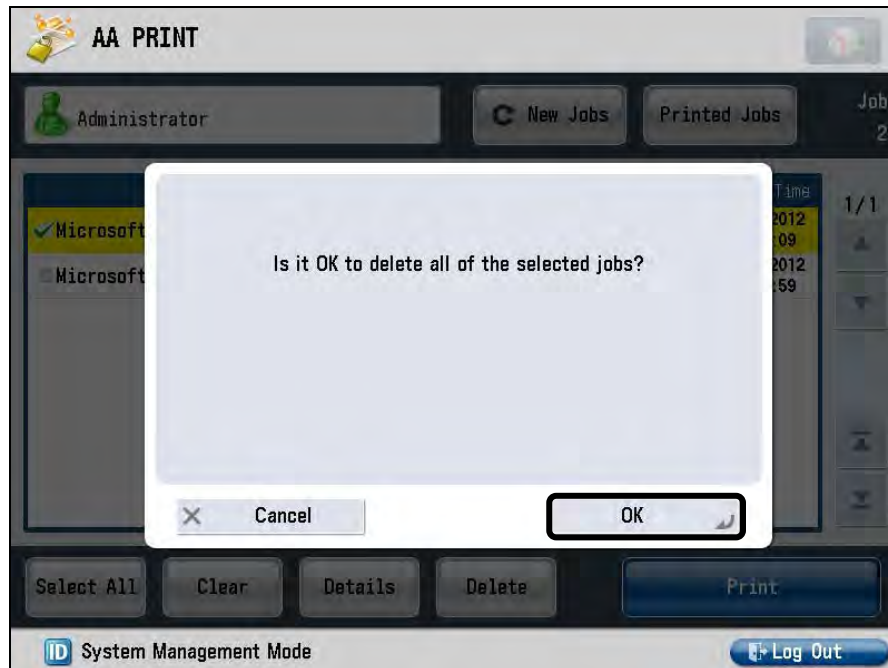 AA PRINT
Administrator
New Jobs
Printed Jobs
Job
2
Time
1/1
Microsoft
2012
:09
Microsoft
2012
:59
Is it OK to delete all of the selected jobs?
Cancel
OK
Select All
Clear
Details
Delete
Print
ID System Management Mode
Log Out